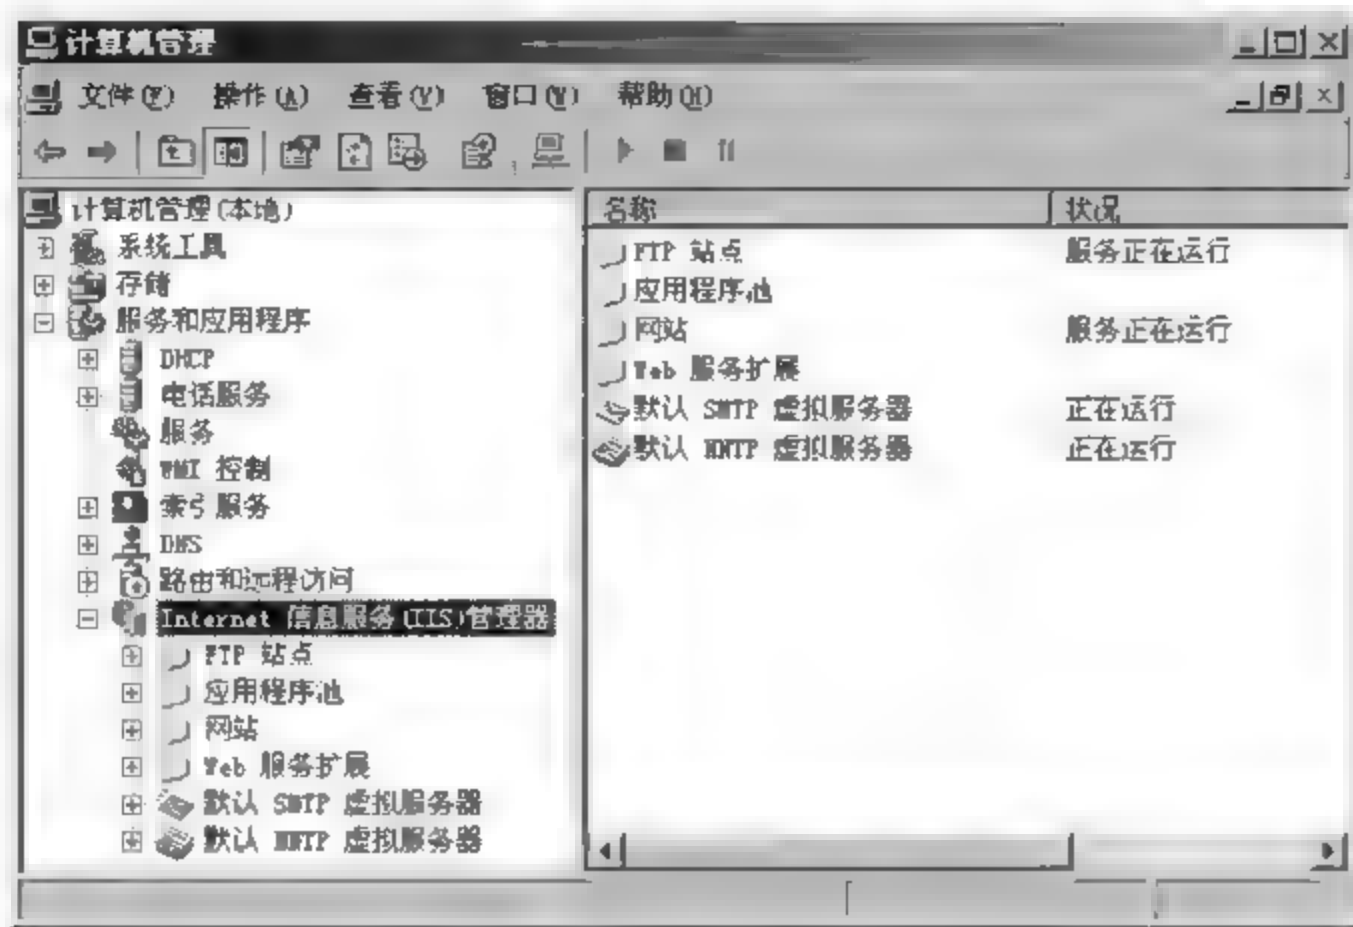 计算机管理
文件(F) 操作(A) 查看(V) 窗口(W) 帮助(H)
计算机管理(本地)
系统工具
存储
服务和应用程序
DHCP
电话服务
服务
WMI 控制
索引服务
DNS
路由和远程访问
Internet 信息服务(IIS)管理器
FTP 站点
应用程序池
网站
Web 服务扩展
默认 SMTP 虚拟服务器
默认 NNTP 虚拟服务器
名称 状况
FTP 站点 服务正在运行
应用程序池
网站 服务正在运行
Web 服务扩展
默认 SMTP 虚拟服务器 正在运行
默认 NNTP 虚拟服务器 正在运行